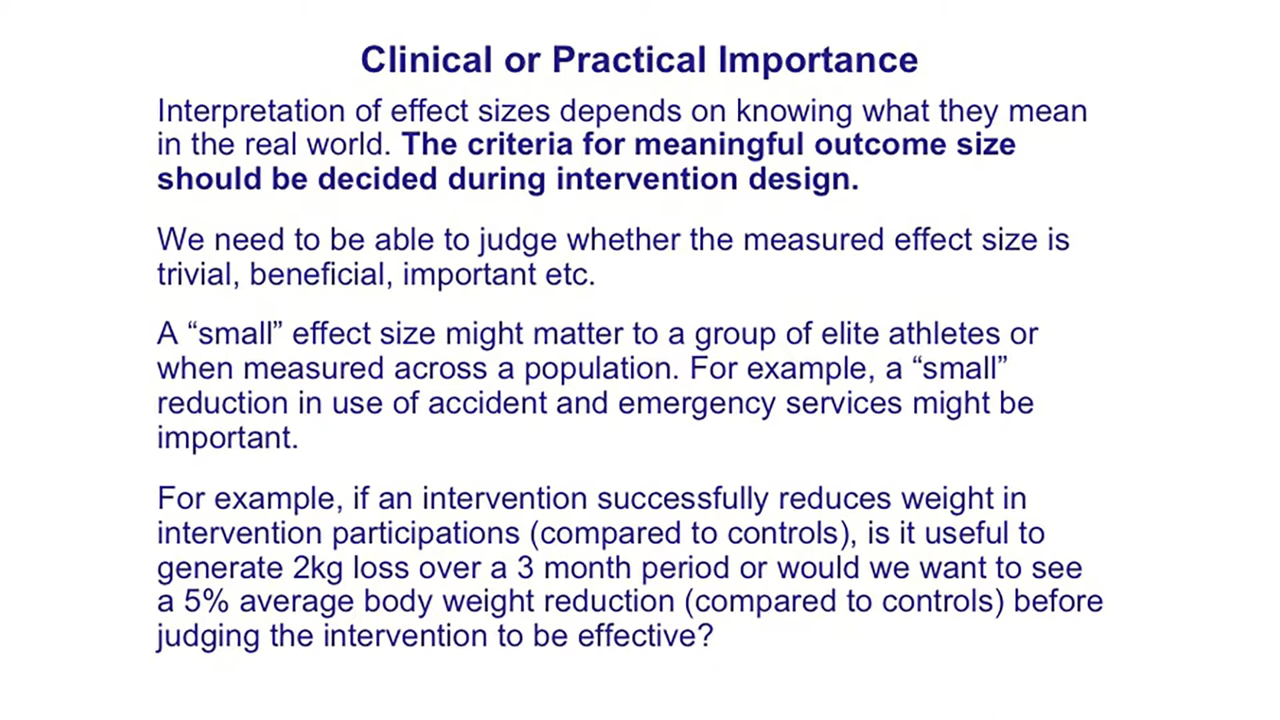 Clinical or Practical Importance
Interpretation of effect sizes depends on knowing what they mean
in the real world. The criteria for meaningful outcome size
should be decided during intervention design.
We need to be able to judge whether the measured effect size is
trivial, beneficial, important etc.
A “small” effect size might matter to a group of elite athletes or
when measured across a population. For example, a “small”
reduction in use of accident and emergency services might be
important.
For example, if an intervention successfully reduces weight in
intervention participations (compared to controls), is it useful to
generate 2kg loss over a 3 month period or would we want to see
a 5% average body weight reduction (compared to controls) before
judging the intervention to be effective?